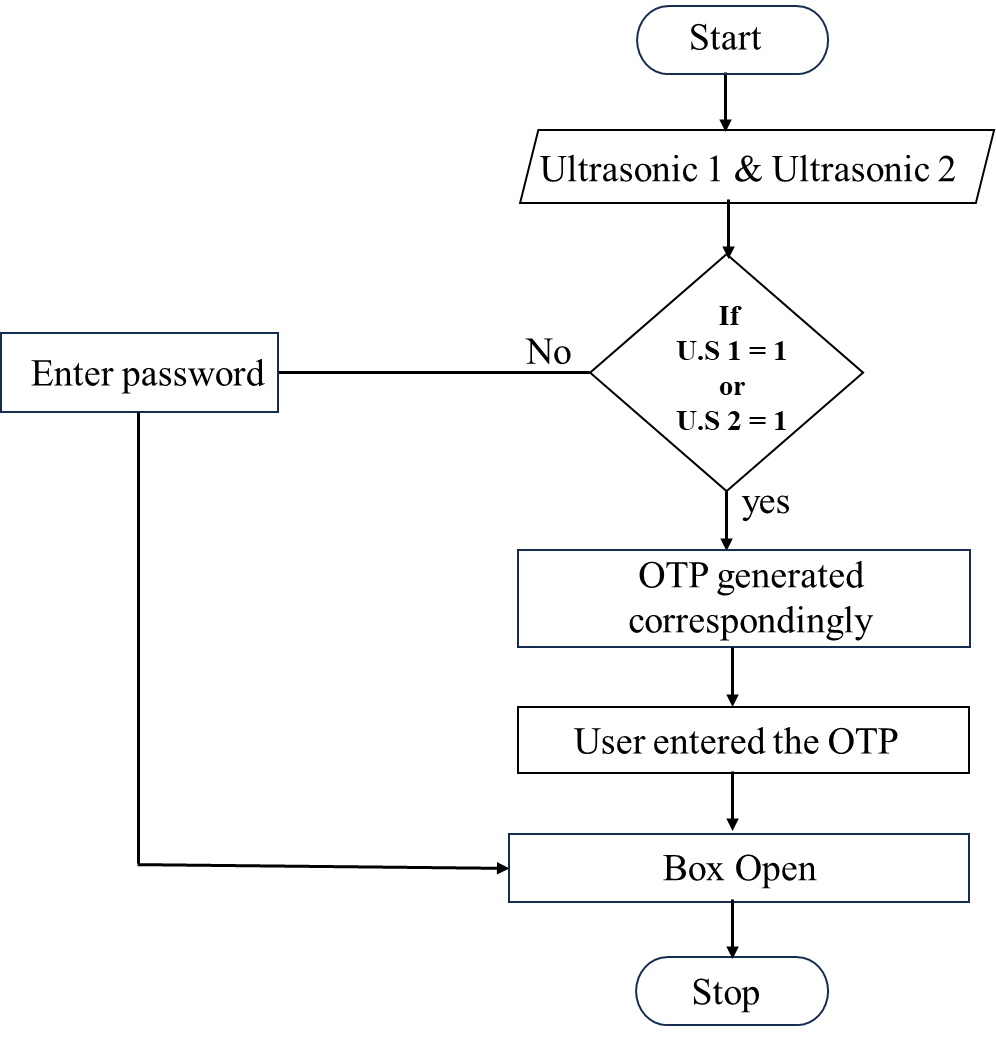 Start
Ultrasonic 1 & Ultrasonic 2
If
U.S 1 = 1
or
U.S 2 = 1
No
Enter password
yes
OTP generated
correspondingly
User entered the OTP
Box Open
Stop